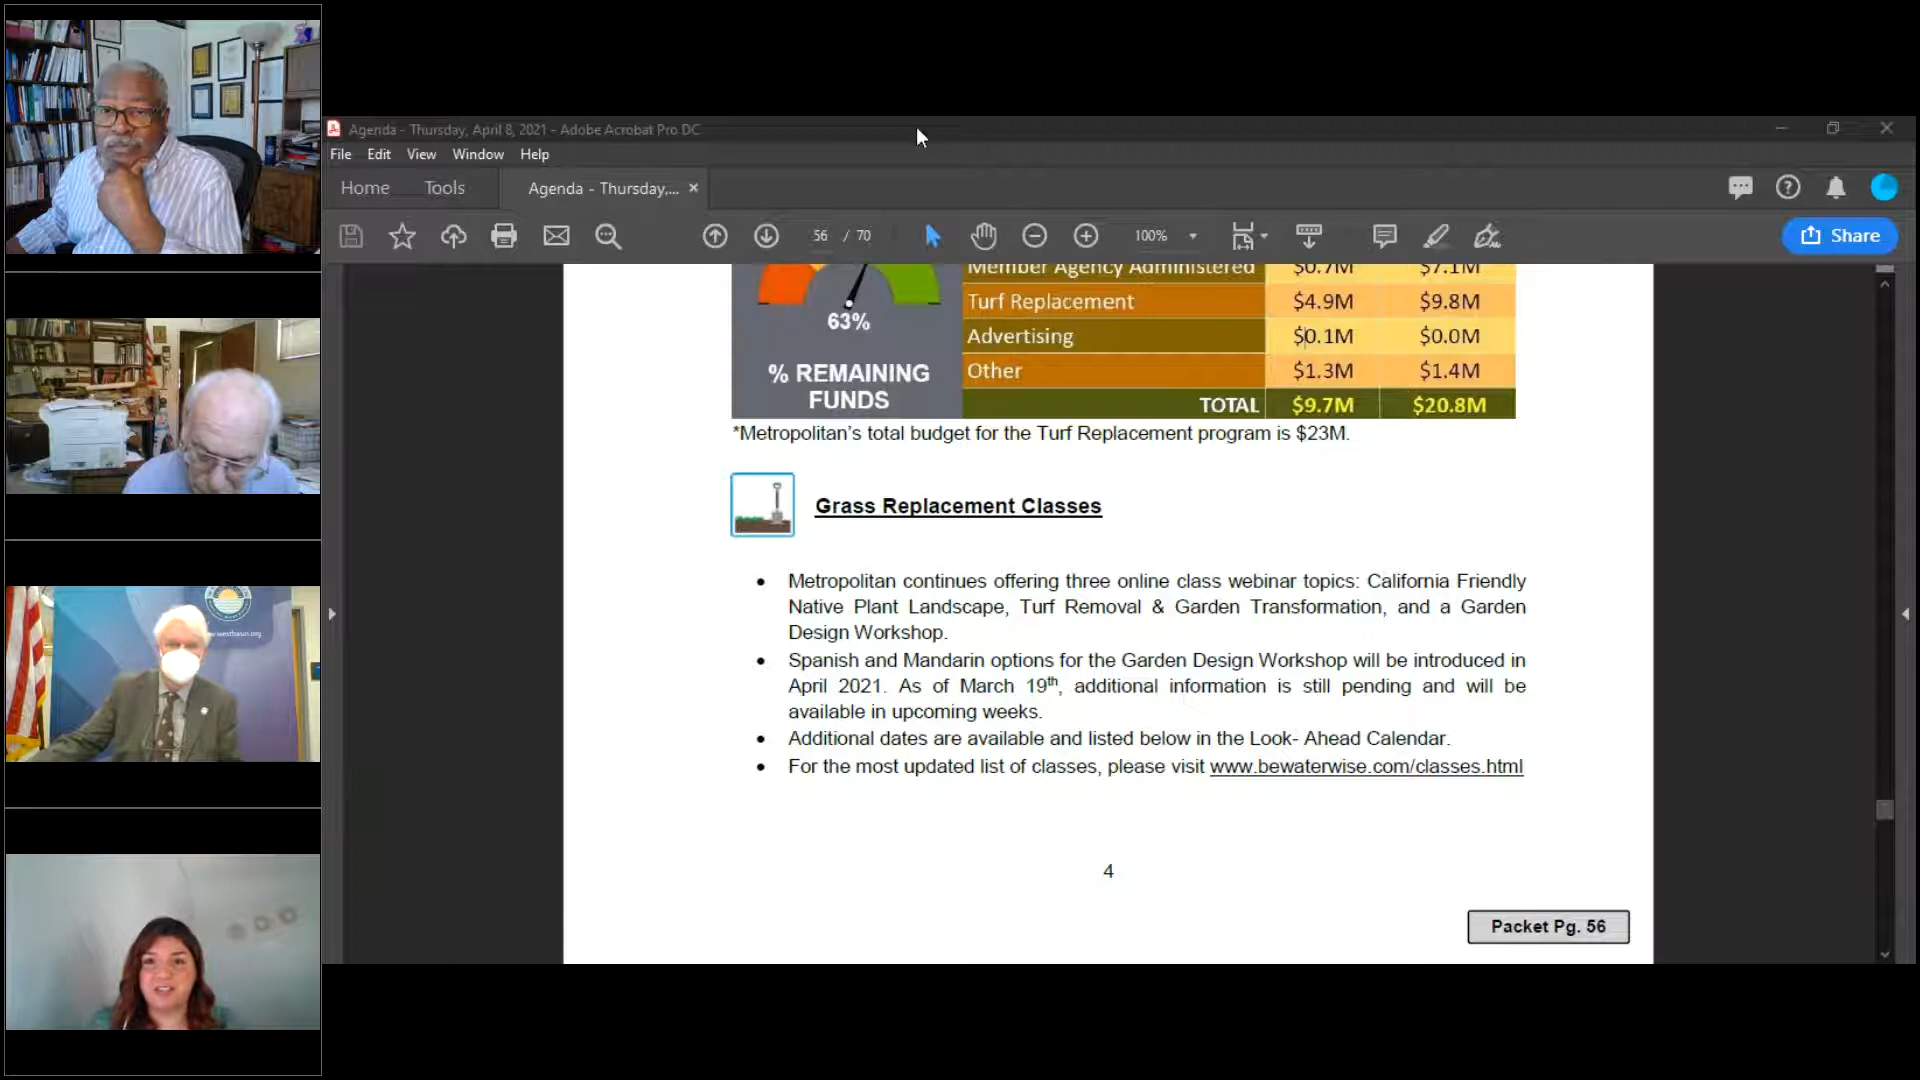 Agenda - Thursday, April 8, 2021 - Adobe Acrobat Pro DC
File Edit View Window Help
Home Tools Agenda - Thursday,... ×
56 / 70 100% Share
Member Agency Administered $0.7M $7.1M
Turf Replacement $4.9M $9.8M
63%
Advertising $0.1M $0.0M
% REMAINING
FUNDS
Other $1.3M $1.4M
TOTAL $9.7M $20.8M
*Metropolitan's total budget for the Turf Replacement program is $23M.
Grass Replacement Classes
• Metropolitan continues offering three online class webinar topics: California Friendly
Native Plant Landscape, Turf Removal & Garden Transformation, and a Garden
Design Workshop.
• Spanish and Mandarin options for the Garden Design Workshop will be introduced in
April 2021. As of March 19th, additional information is still pending and will be
available in upcoming weeks.
• Additional dates are available and listed below in the Look- Ahead Calendar.
• For the most updated list of classes, please visit www.bewaterwise.com/classes.html
4
Packet Pg. 56